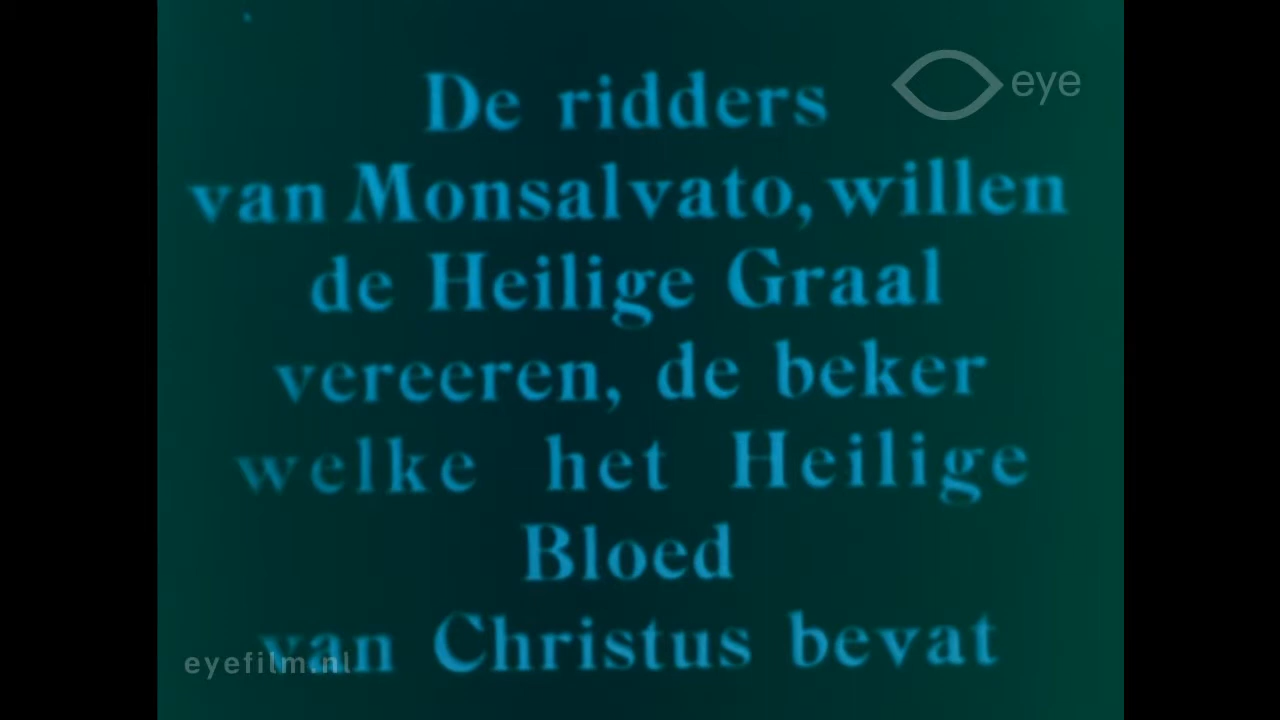 eye
De ridders
van Monsalvato, willen
de Heilige Graal
vereeren, de beker
welke het Heilige
Bloed
van Christus bevat
eyefilm.nl